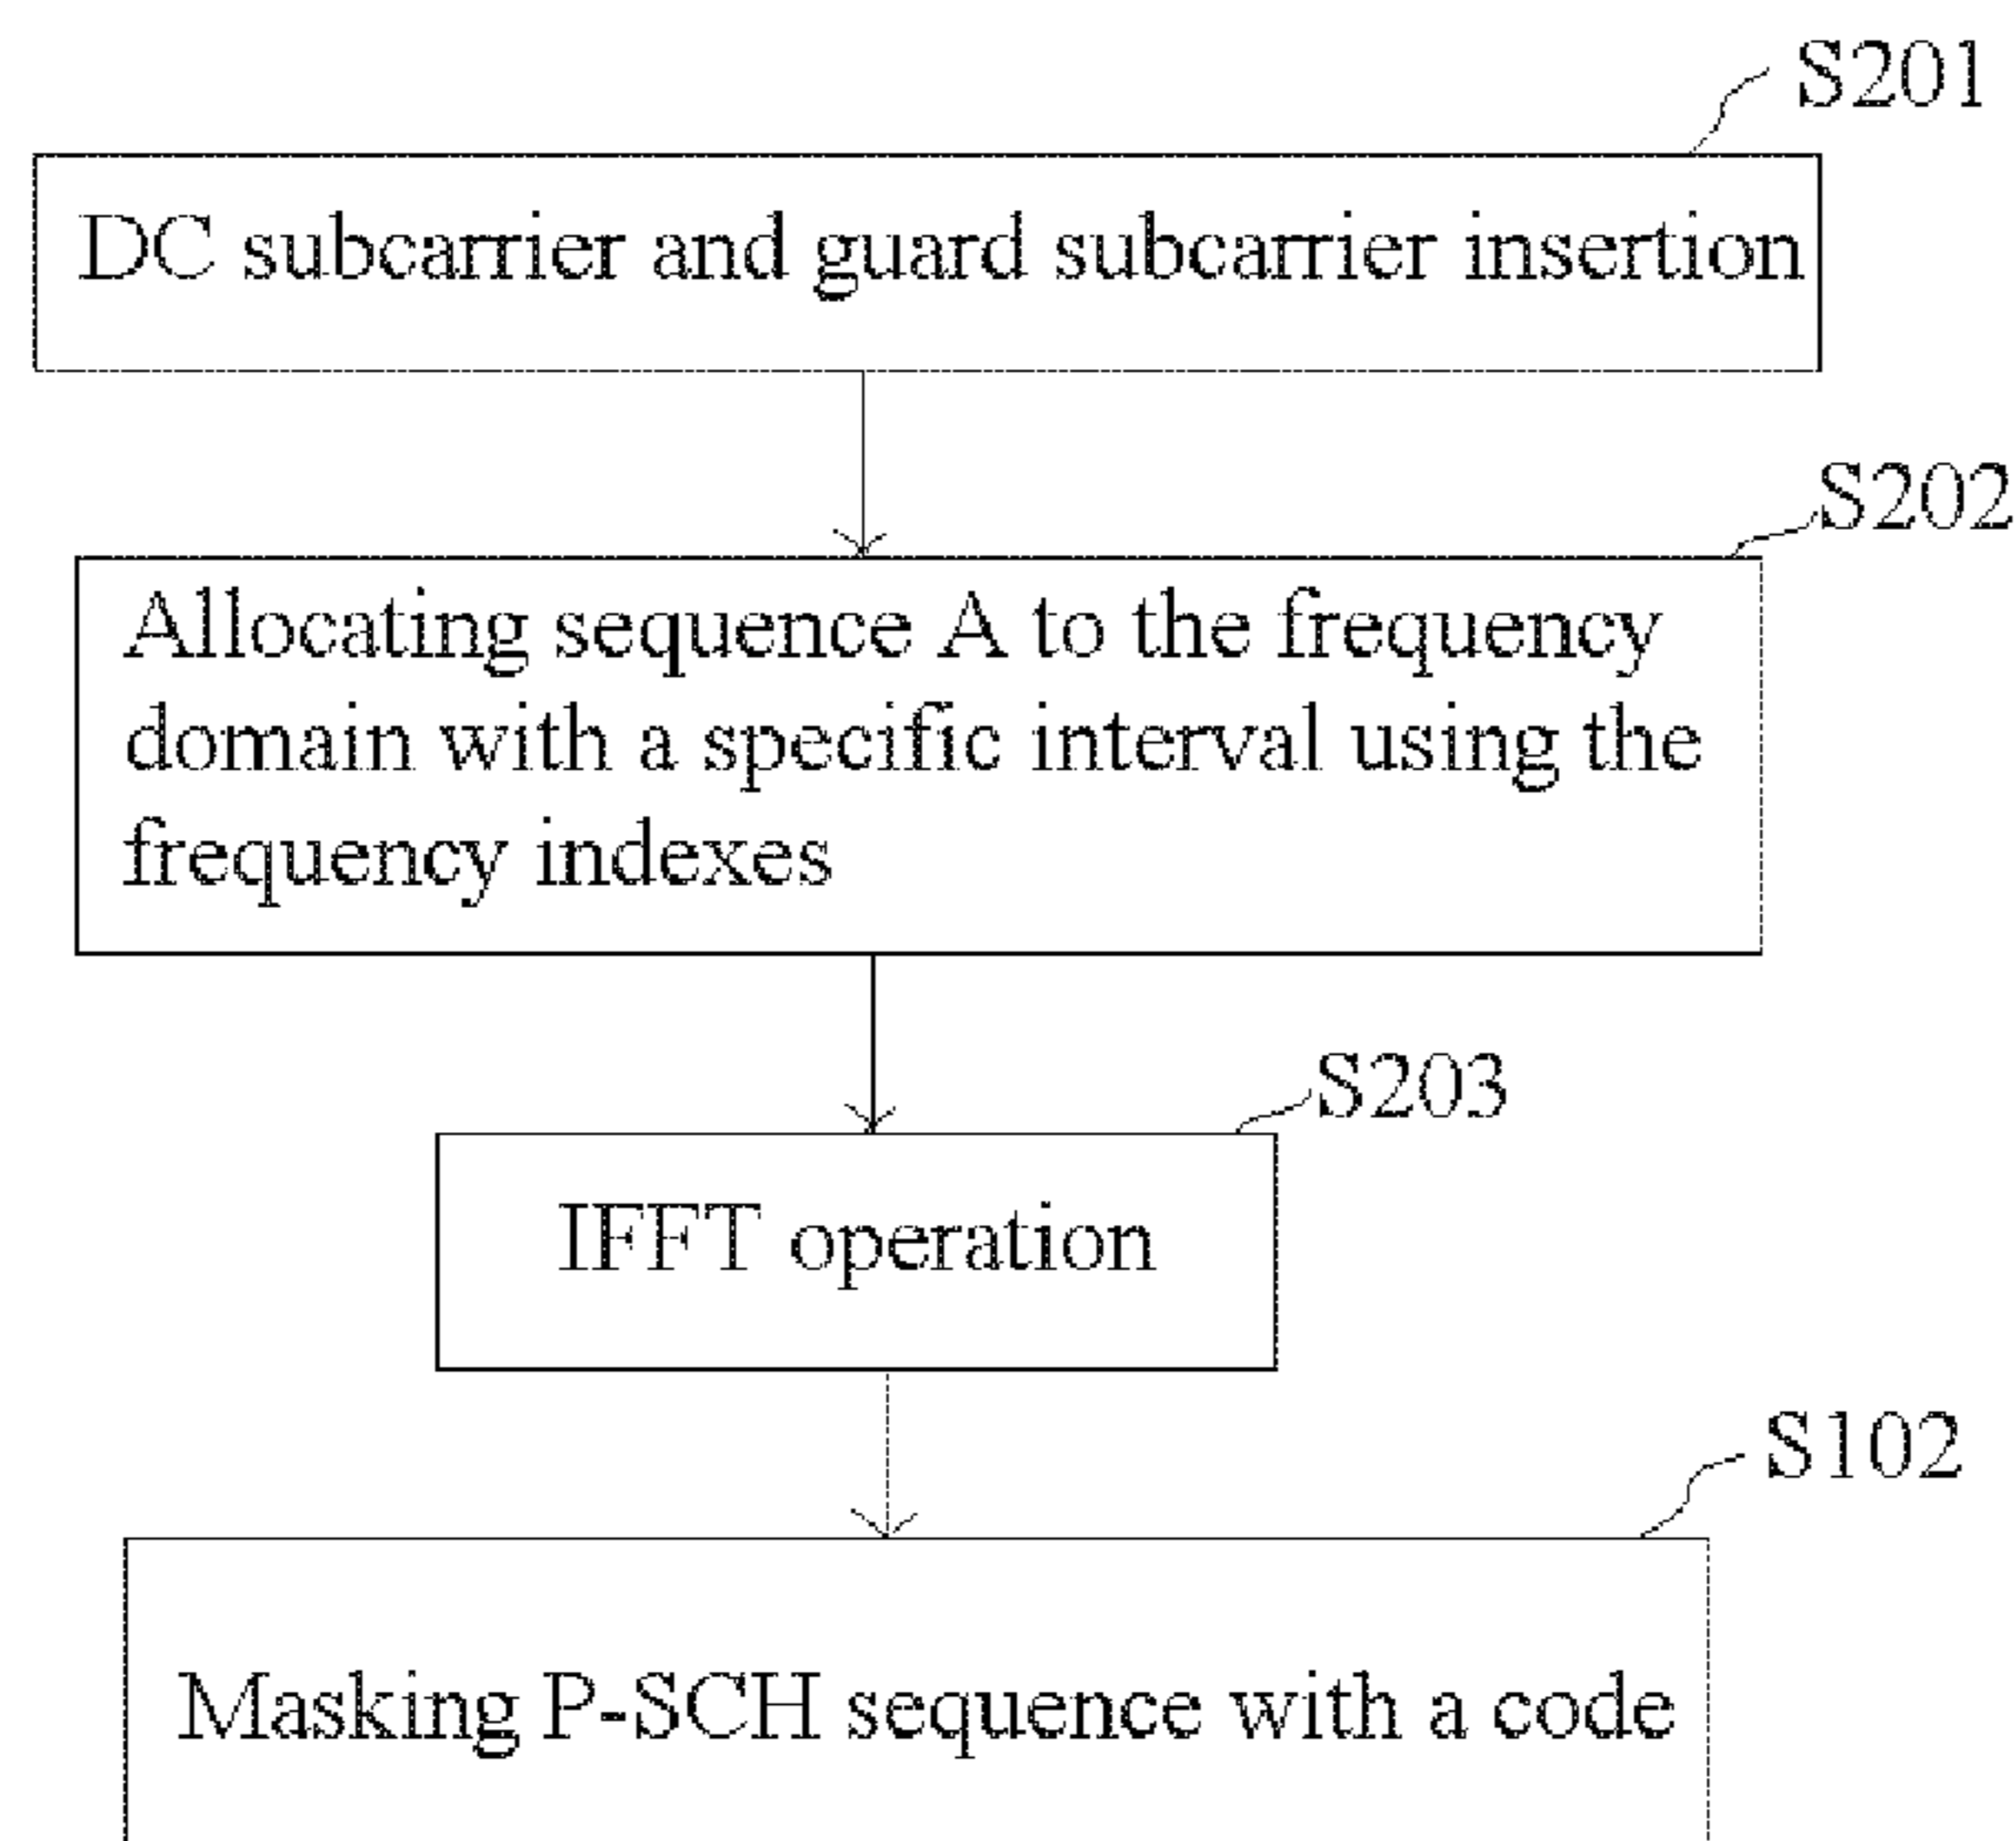 S201
DC subcarrier and guard subcarrier insertion
S202
Allocating sequence A to the frequency
domain with a specific interval using the
frequency indexes
S203
IFFT operation
S102
Masking P-SCH sequence with a code